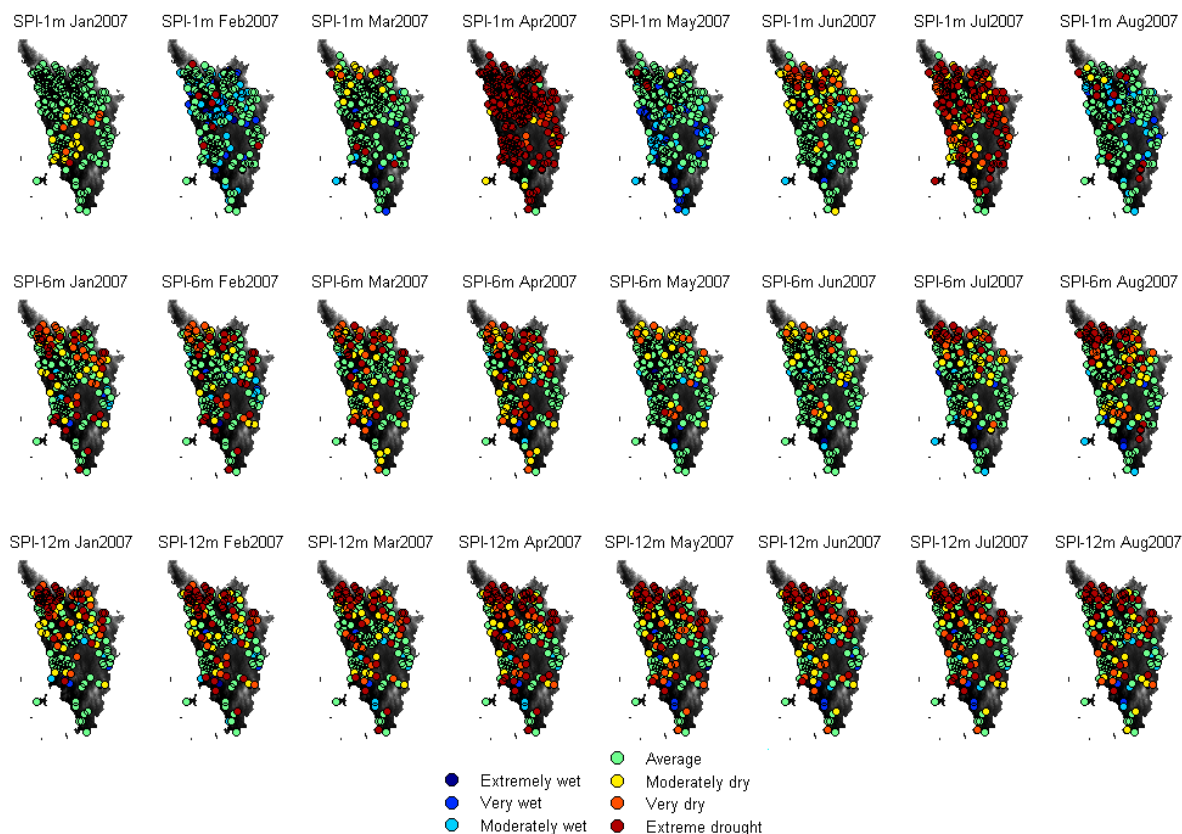 SPI-1m Jan2007 SPI-1m Feb2007 SPI-1m Mar2007 SPI-1m Apr2007 SPI-1m May2007 SPI-1m Jun2007 SPI-1m Jul2007 SPI-1m Aug2007
SPI-6m Jan2007 SPI-6m Feb2007 SPI-6m Mar2007 SPI-6m Apr2007 SPI-6m May2007 SPI-6m Jun2007 SPI-6m Jul2007 SPI-6m Aug2007
SPI-12m Jan2007 SPI-12m Feb2007 SPI-12m Mar2007 SPI-12m Apr2007 SPI-12m May2007 SPI-12m Jun2007 SPI-12m Jul2007 SPI-12m Aug2007
Extremely wet
Very wet
Moderately wet
Average
Moderately dry
Very dry
Extreme drought